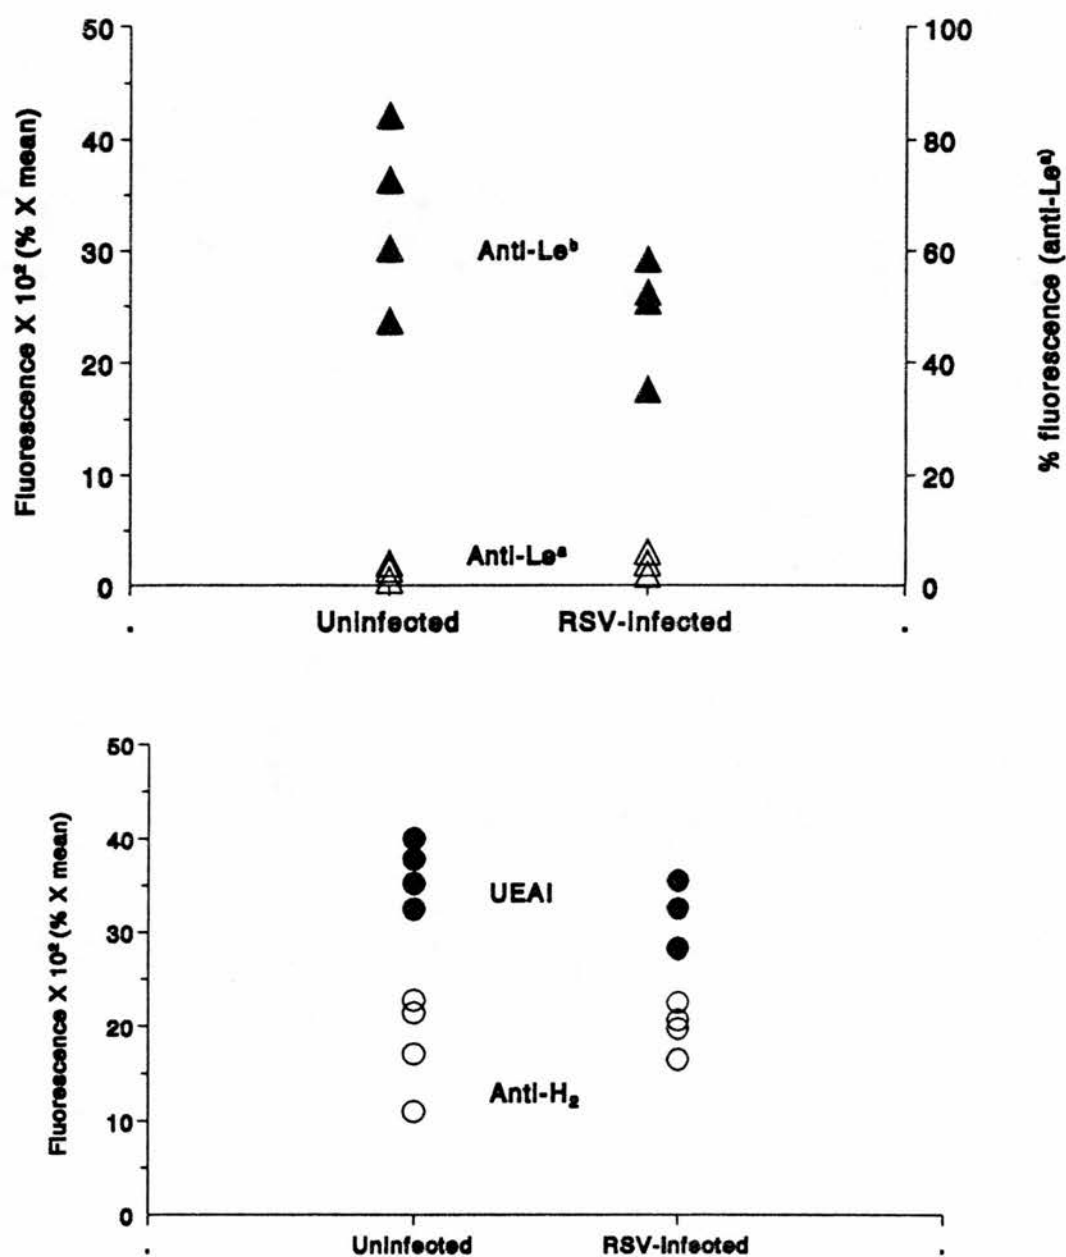 Fluorescence X 10² (% X mean)
50
40
30
20
10
0
Anti-Leᵇ
Anti-Leᵃ
100
80
60
40
20
0
% fluorescence (anti-Leᵃ)
Uninfected RSV-Infected
Fluorescence X 10² (% X mean)
50
40
30
20
10
0
UEAI
Anti-H₂
Uninfected RSV-Infected